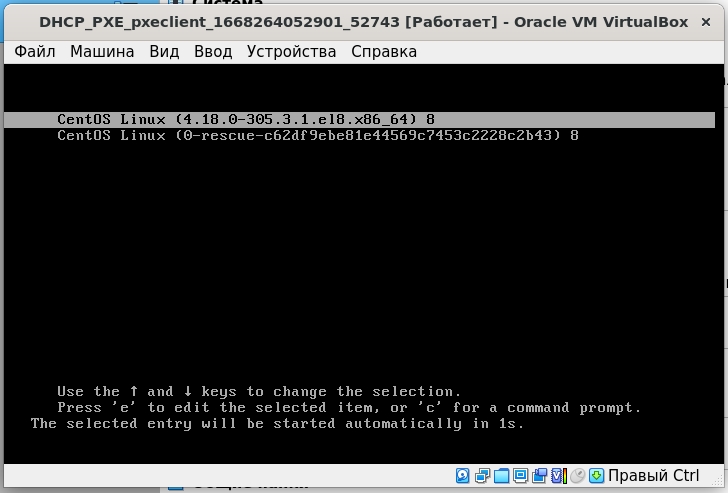 DHCP_PXE_pxeclient_1668264052901_52743 [Работает] - Oracle VM VirtualBox
Файл Машина Вид Ввод Устройства Справка
CentOS Linux (4.18.0-305.3.1.el8.x86_64) 8
CentOS Linux (0-rescue-c62df9ebe81e44569c7453c2228c2b43) 8
Use the ↑ and ↓ keys to change the selection.
Press 'e' to edit the selected item, or 'c' for a command prompt.
The selected entry will be started automatically in 1s.
Правый Ctrl